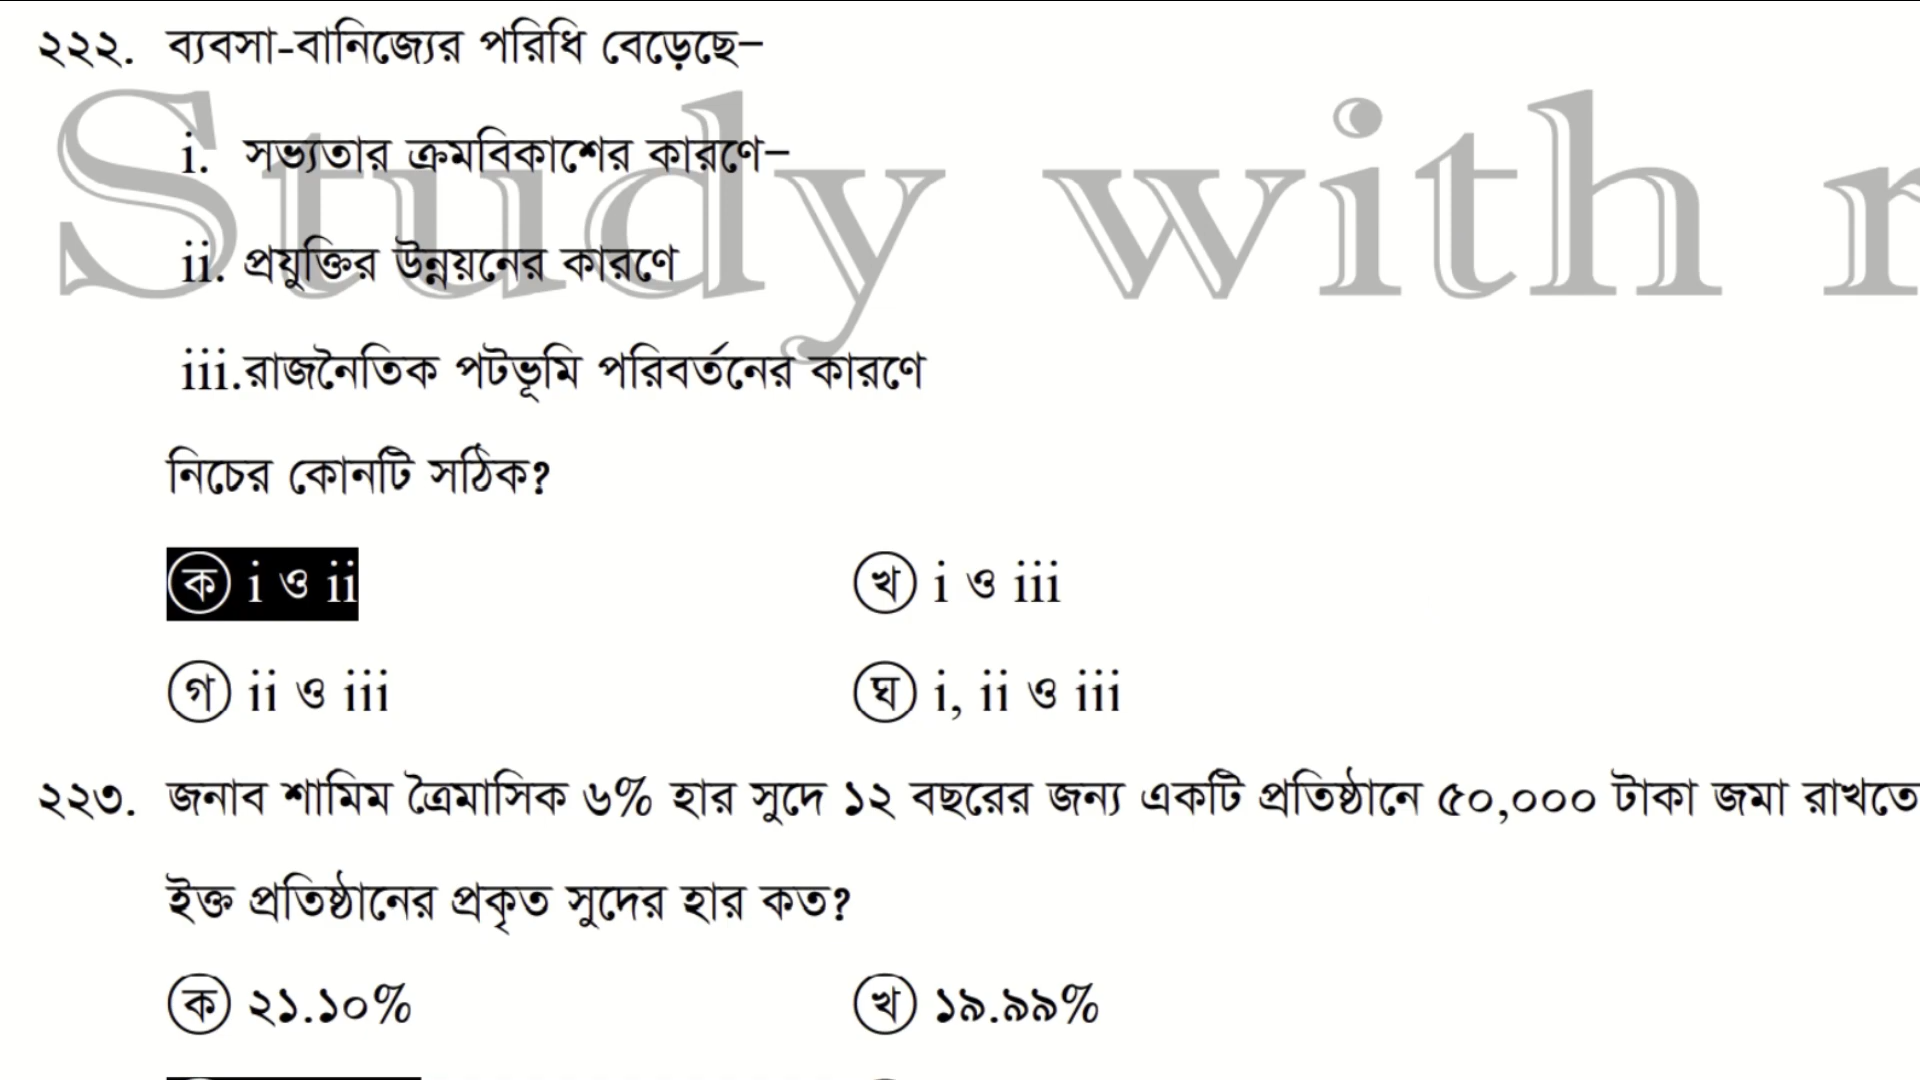 ২২২. ব্যবসা-বানিজ্যের পরিধি বেড়েছে–
Study with
i. সভ্যতার ক্রমবিকাশের কারণে–
ii. প্রযুক্তির উন্নয়নের কারণে
iii.রাজনৈতিক পটভূমি পরিবর্তনের কারণে
নিচের কোনটি সঠিক?
ক i ও ii খ i ও iii
গ ii ও iii ঘ i, ii ও iii
২২৩. জনাব শামিম ত্রৈমাসিক ৬% হার সুদে ১২ বছরের জন্য একটি প্রতিষ্ঠানে ৫০,০০০ টাকা জমা রাখতে
ইক্ত প্রতিষ্ঠানের প্রকৃত সুদের হার কত?
ক ২১.১০% খ ১৯.৯৯%